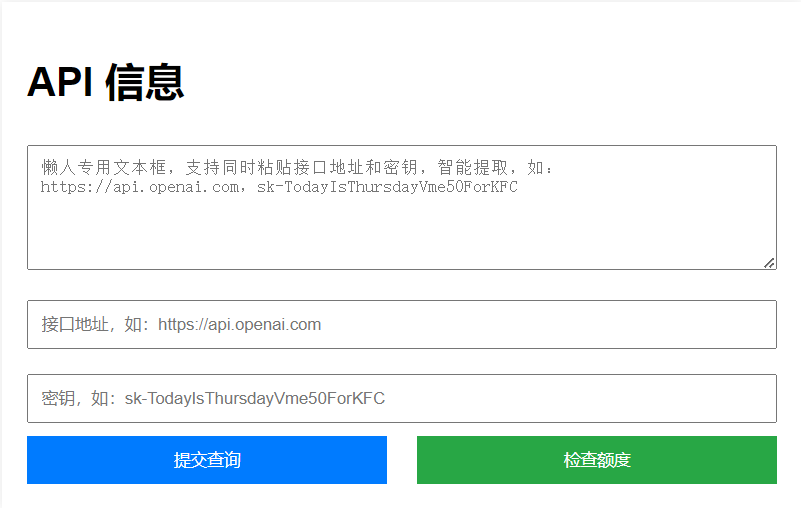 API 信息
懒人专用文本框，支持同时粘贴接口地址和密钥，智能提取，如：
https://api.openai.com，sk-TodayIsThursdayVme50ForKFC
接口地址，如：https://api.openai.com
密钥，如：sk-TodayIsThursdayVme50ForKFC
提交查询
检查额度